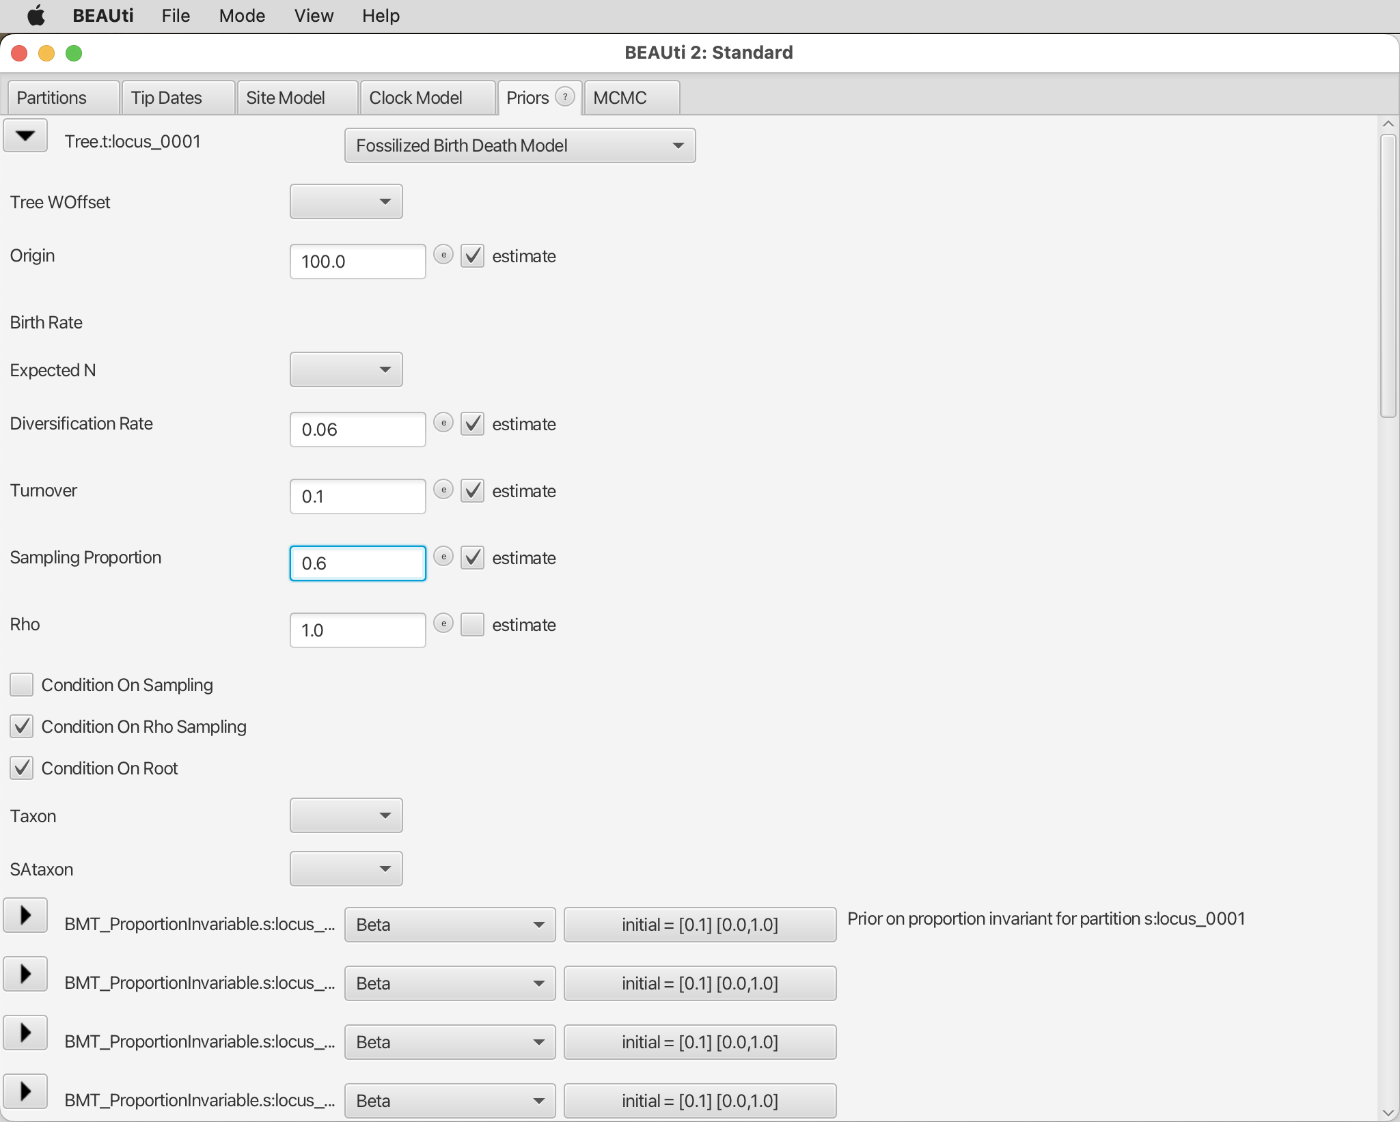 BEAUti File Mode View Help
BEAUti 2: Standard
Partitions Tip Dates Site Model Clock Model Priors ? MCMC
Tree.t:locus_0001 Fossilized Birth Death Model
Tree WOffset
Origin 100.0 e estimate
Birth Rate
Expected N
Diversification Rate 0.06 e estimate
Turnover 0.1 e estimate
Sampling Proportion 0.6 e estimate
Rho 1.0 e estimate
Condition On Sampling
Condition On Rho Sampling
Condition On Root
Taxon
SAtaxon
BMT_ProportionInvariable.s:locus_... Beta initial = [0.1] [0.0,1.0] Prior on proportion invariant for partition s:locus_0001
BMT_ProportionInvariable.s:locus_... Beta initial = [0.1] [0.0,1.0]
BMT_ProportionInvariable.s:locus_... Beta initial = [0.1] [0.0,1.0]
BMT_ProportionInvariable.s:locus_... Beta initial = [0.1] [0.0,1.0]